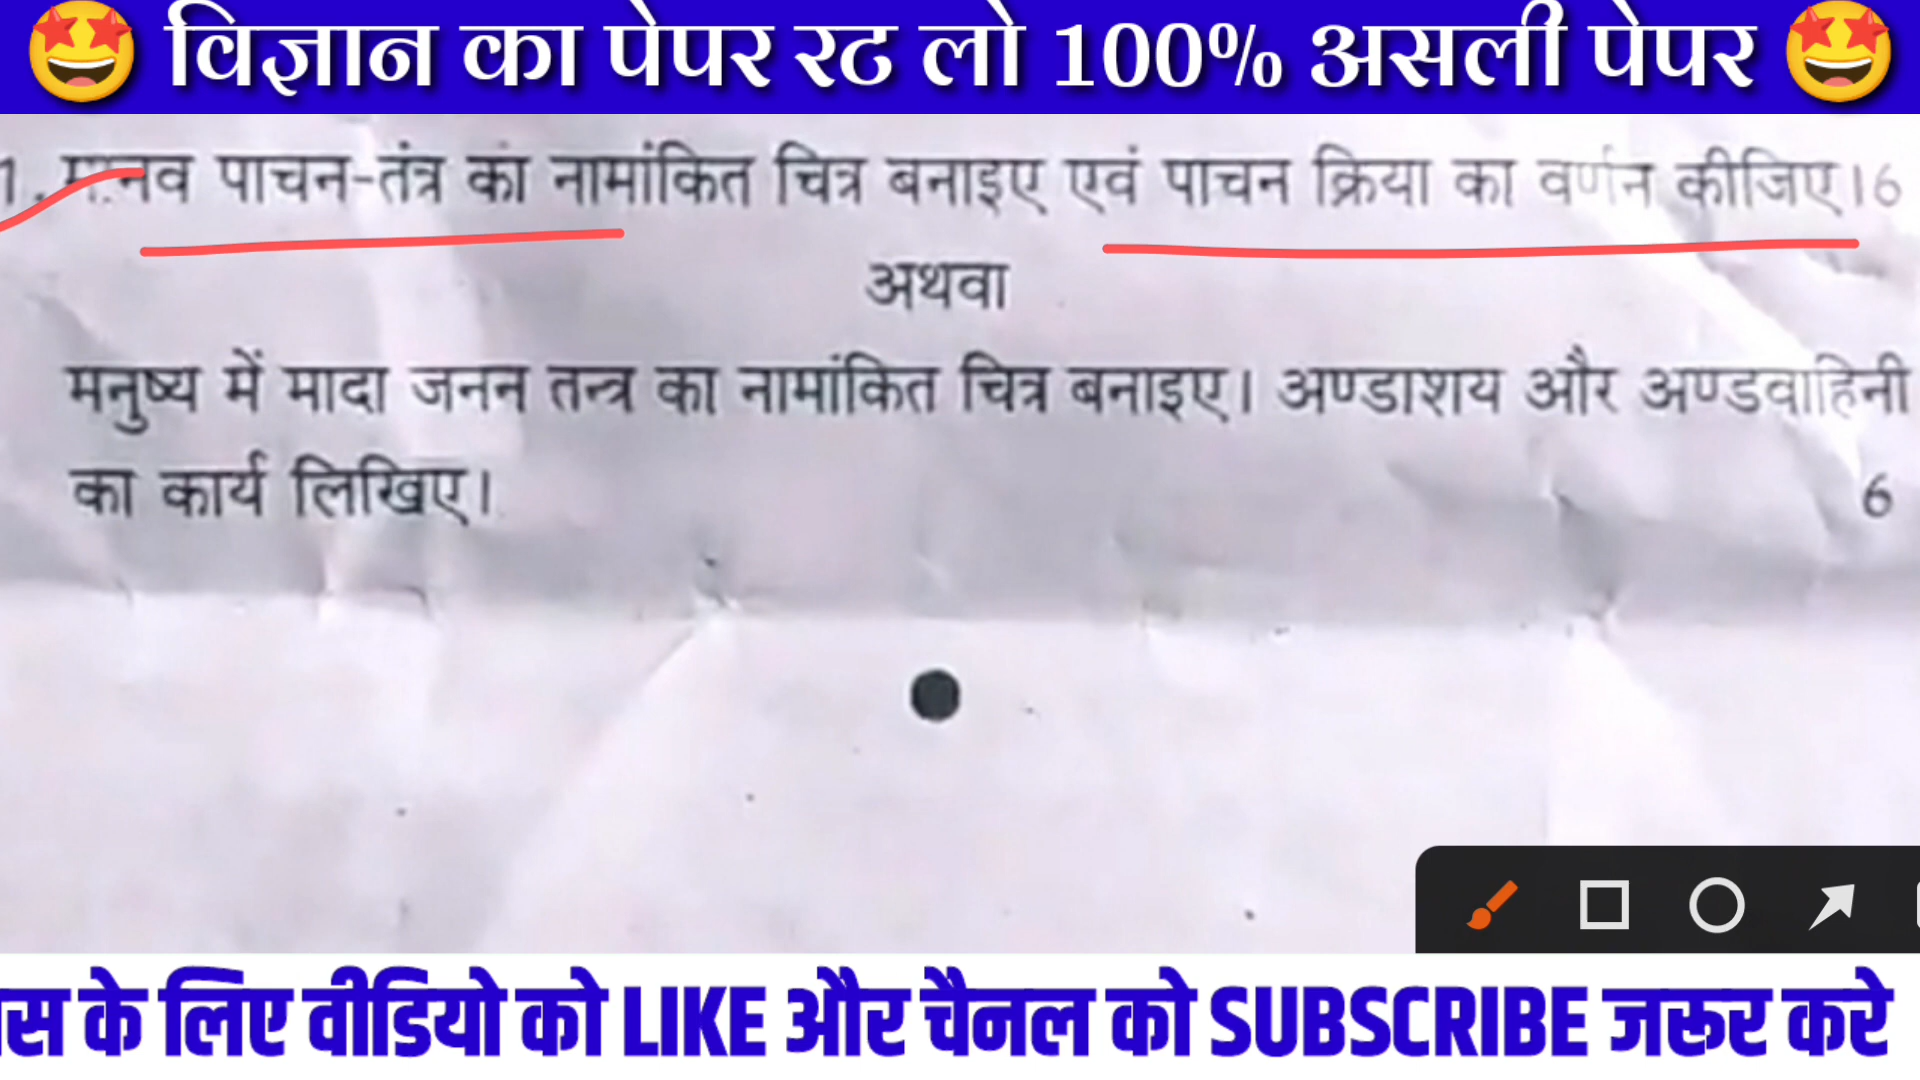 विज्ञान का पेपर रट लो 100% असली पेपर
1. मानव पाचन-तंत्र का नामांकित चित्र बनाइए एवं पाचन क्रिया का वर्णन कीजिए।6
अथवा
मनुष्य में मादा जनन तन्त्र का नामांकित चित्र बनाइए। अण्डाशय और अण्डवाहिनी
का कार्य लिखिए। 6
के लिए वीडियो को LIKE और चैनल को SUBSCRIBE जरूर करे